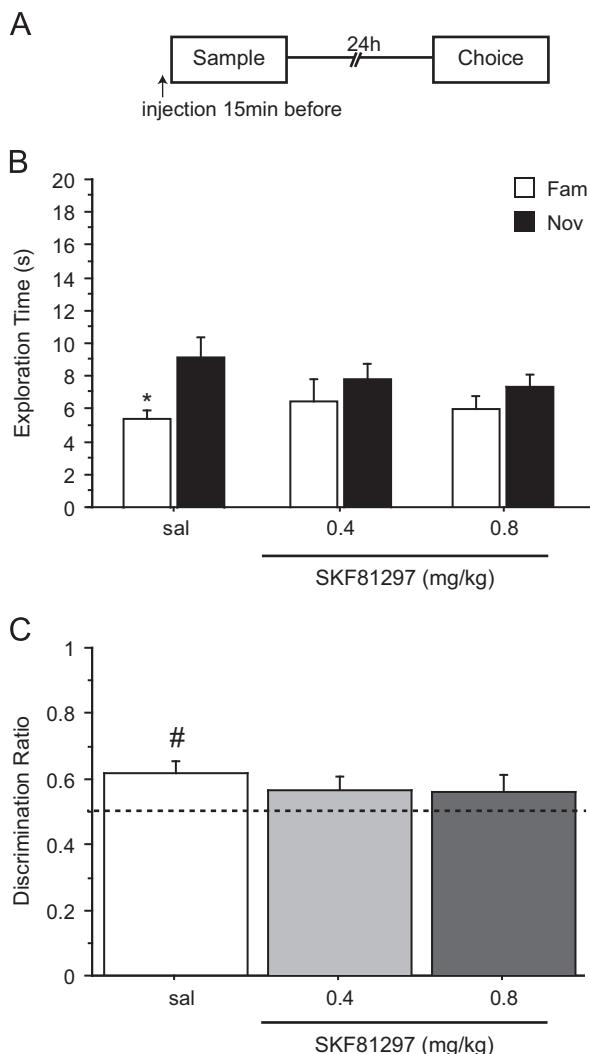 A
Sample
24h
Choice
injection 15min before
B
20
18
16
14
12
10
8
6
4
2
0
Exploration Time (s)
Fam
Nov
*
sal
0.4
0.8
SKF81297 (mg/kg)
C
1
0.8
0.6
0.4
0.2
0
Discrimination Ratio
#
sal
0.4
0.8
SKF81297 (mg/kg)